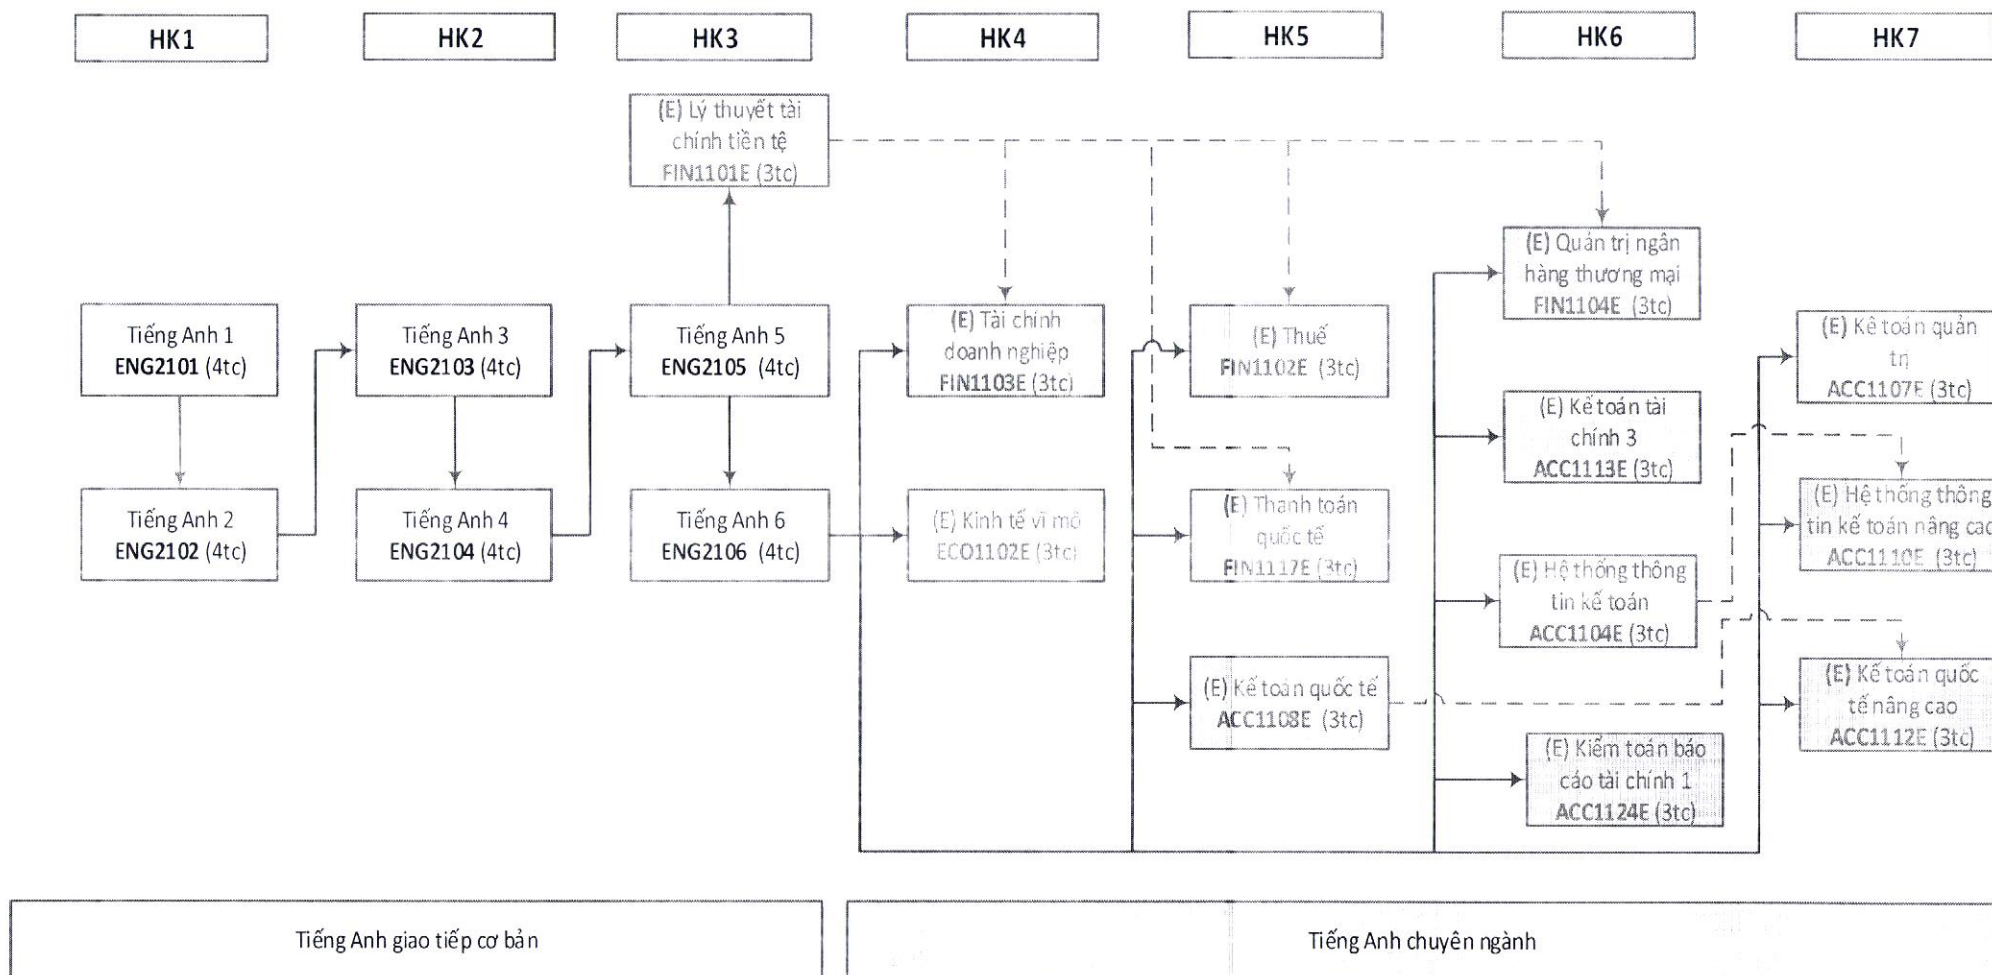 HK1
HK2
HK3
HK4
HK5
HK6
HK7
(E) Lý thuyết tài
chính tiền tệ
FIN1101E (3tc)
(E) Quản trị ngân
hàng thương mại
FIN1104E (3tc)
Tiếng Anh 1
ENG2101 (4tc)
Tiếng Anh 3
ENG2103 (4tc)
Tiếng Anh 5
ENG2105 (4tc)
(E) Tài chính
doanh nghiệp
FIN1103E (3tc)
(E) Thuế
FIN1102E (3tc)
(E) Kế toán quản
trị
ACC1107E (3tc)
(E) Kế toán tài
chính 3
ACC1113E (3tc)
Tiếng Anh 2
ENG2102 (4tc)
Tiếng Anh 4
ENG2104 (4tc)
Tiếng Anh 6
ENG2106 (4tc)
(E) Kinh tế vĩ mô
ECO1102E (3tc)
(E) Thanh toán
quốc tế
FIN1117E (3tc)
(E) Hệ thống thông
tin kế toán nâng cao
ACC1110E (3tc)
(E) Hệ thống thông
tin kế toán
ACC1104E (3tc)
(E) Kế toán quốc tế
ACC1108E (3tc)
(E) Kế toán quốc
tế nâng cao
ACC1112E (3tc)
(E) Kiểm toán báo
cáo tài chính 1
ACC1124E (3tc)
Tiếng Anh giao tiếp cơ bản
Tiếng Anh chuyên ngành